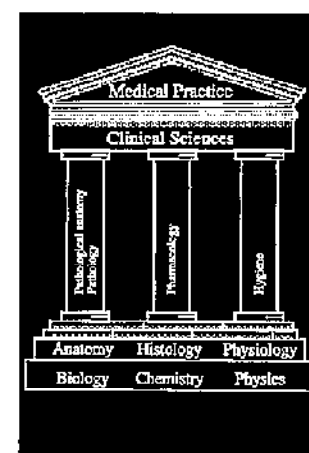 Medical Practice
Clinical Sciences
Pathological anatomy
Pathology
Pharmacology
Hygiene
Anatomy Histology Physiology
Biology Chemistry Physics